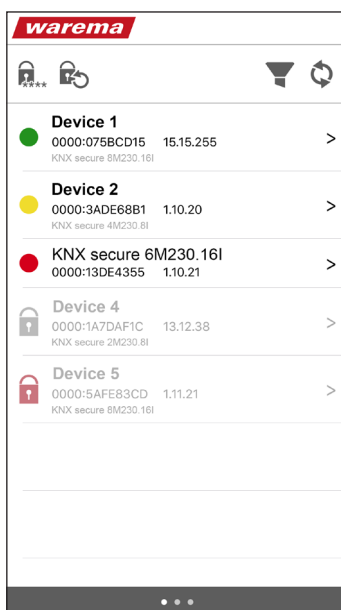 warema
****
Device 1
0000:075BCD15 15.15.255
KNX secure 8M230.16I
>
Device 2
0000:3ADE68B1 1.10.20
KNX secure 4M230.8I
>
KNX secure 6M230.16I
0000:13DE4355 1.10.21
>
Device 4
0000:1A7DAF1C 13.12.38
KNX secure 2M230.8I
>
Device 5
0000:5AFE83CD 1.11.21
KNX secure 8M230.16I
>